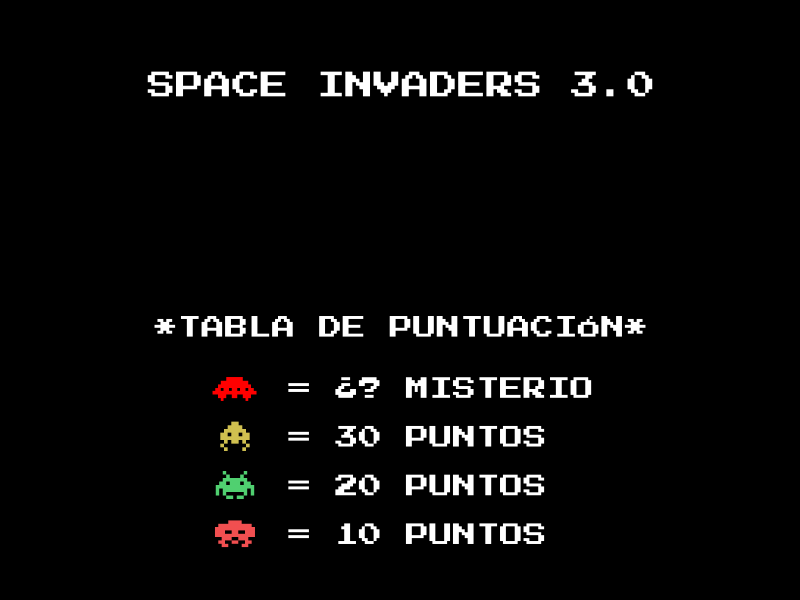 SPACE INVADERS 3.0
*TABLA DE PUNTUACIóN*
= ¿? MISTERIO
= 30 PUNTOS
= 20 PUNTOS
= 10 PUNTOS